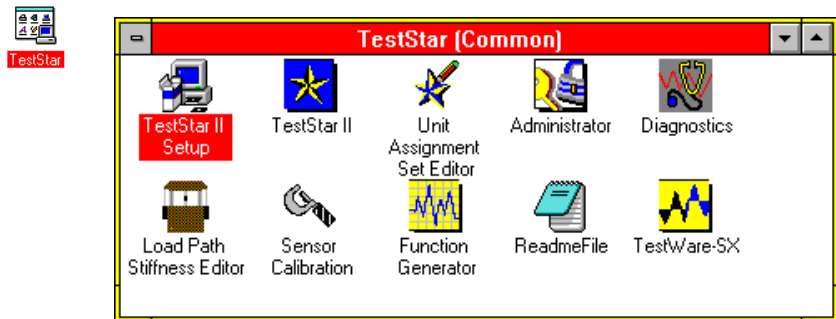 TestStar
TestStar (Common)
TestStar II
Setup
TestStar II
Unit
Assignment
Set Editor
Administrator
Diagnostics
Load Path
Stiffness Editor
Sensor
Calibration
Function
Generator
ReadmeFile
TestWare-SX